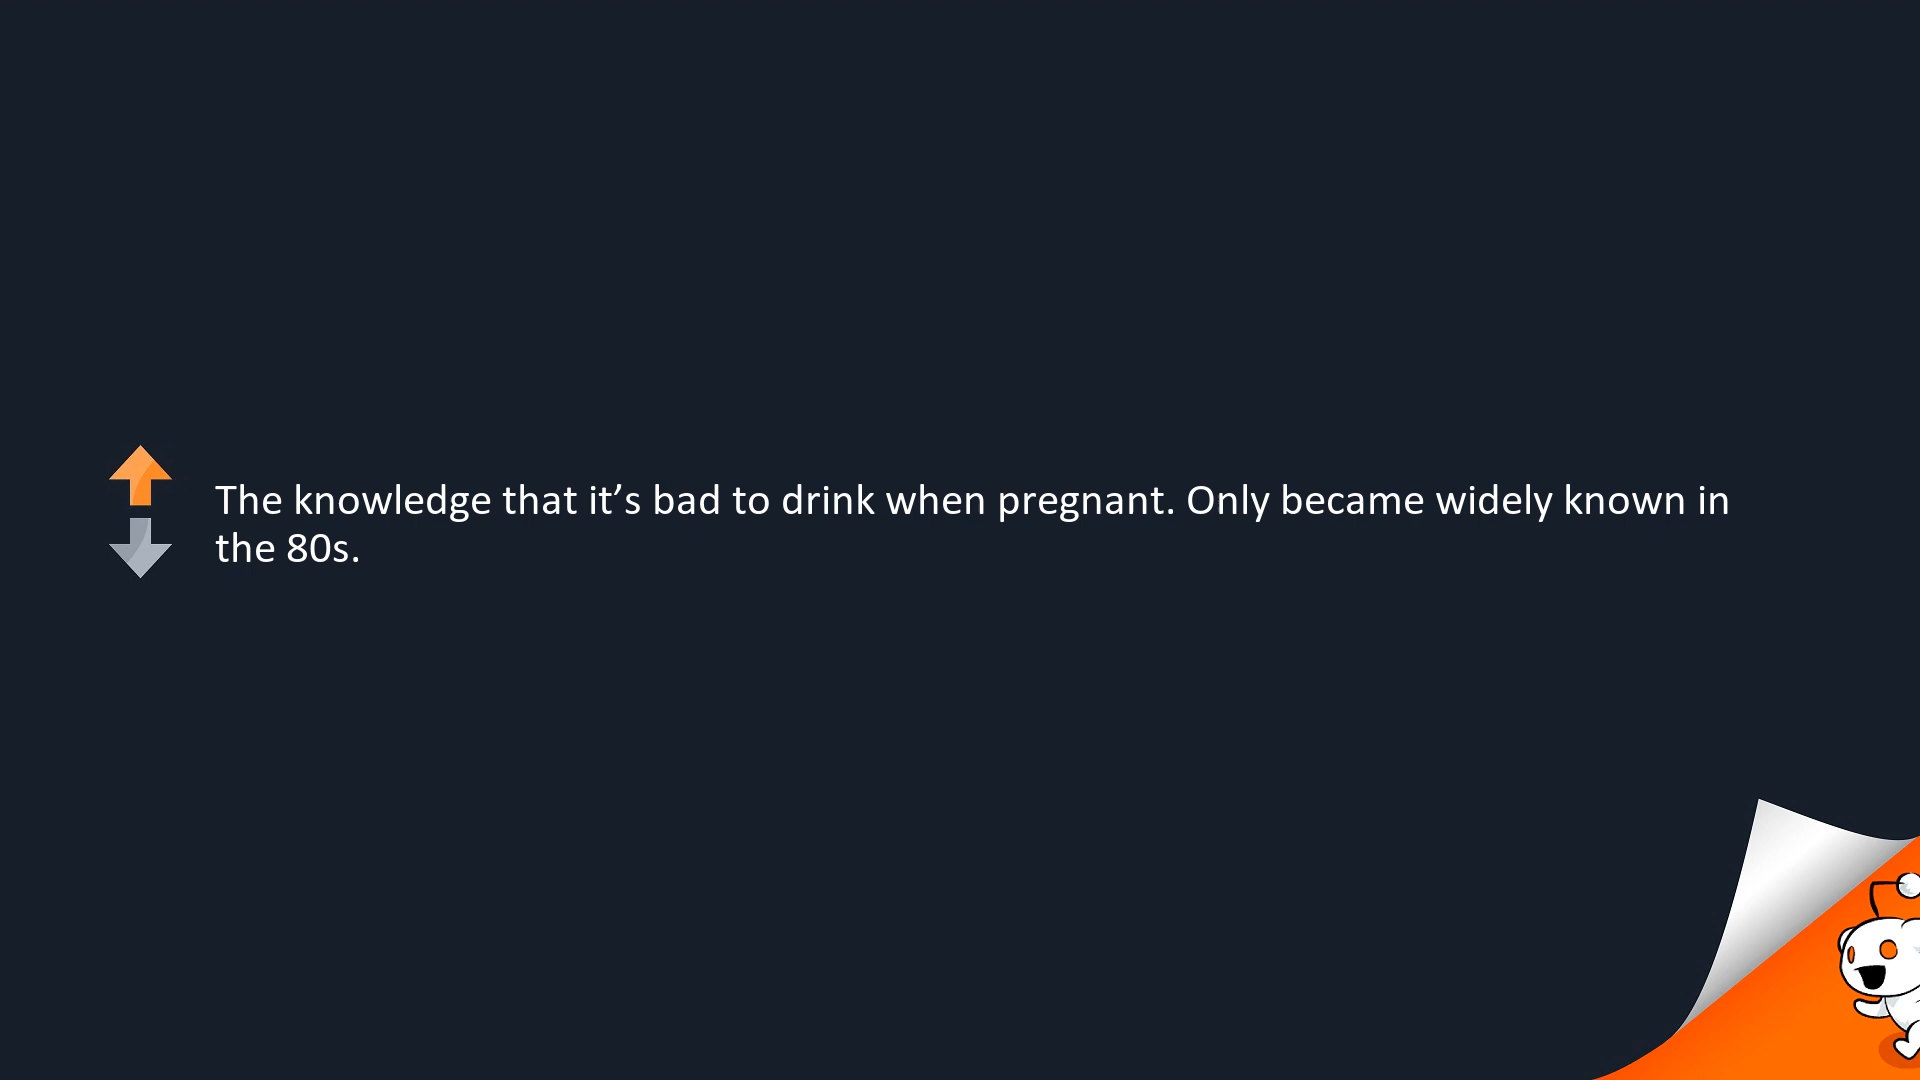 The knowledge that it’s bad to drink when pregnant. Only became widely known in
the 80s.